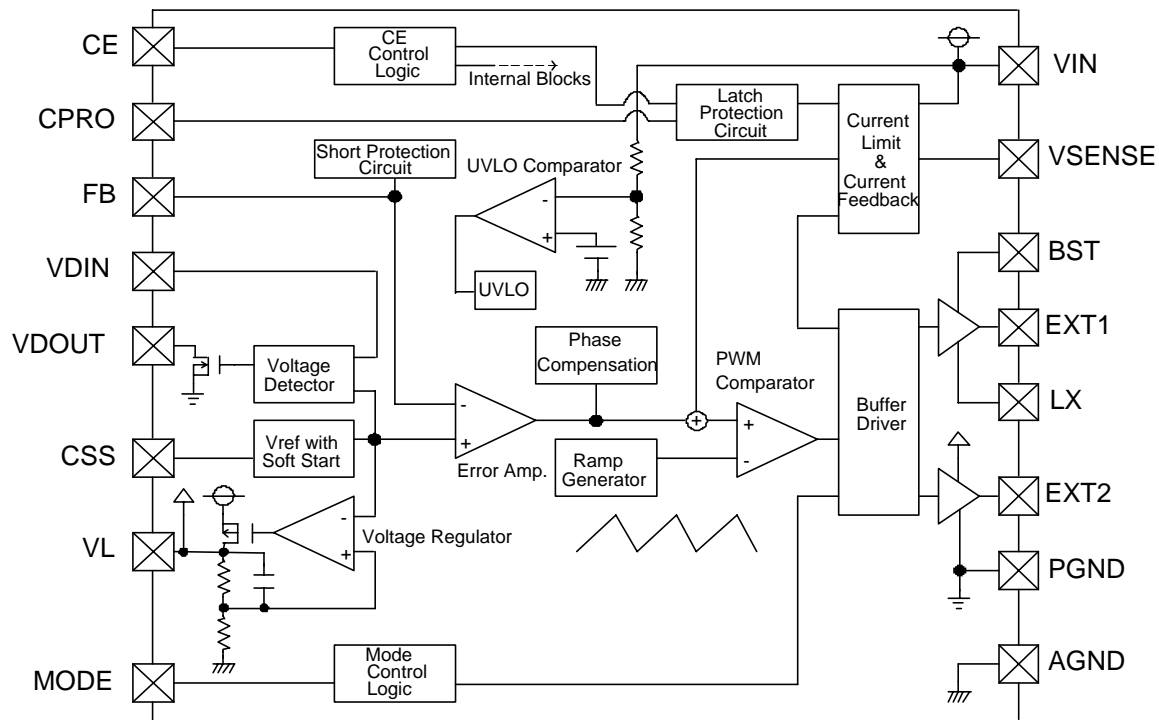 CE
CE
Control
Logic
Internal Blocks
VIN
CPRO
Latch
Protection
Circuit
Current
Limit
&
Current
Feedback
VSENSE
Short Protection
Circuit
UVLO Comparator
FB
-
+
UVLO
BST
VDIN
EXT1
VDOUT
Voltage
Detector
Phase
Compensation
PWM
Comparator
LX
-
+
Error Amp.
+
+
-
Buffer
Driver
CSS
Vref with
Soft Start
Ramp
Generator
EXT2
-
+
Voltage Regulator
VL
PGND
MODE
Mode
Control
Logic
AGND